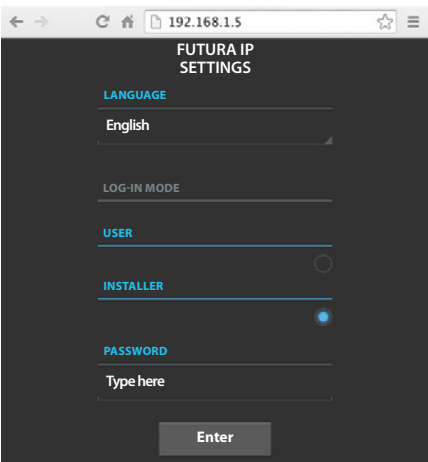 192.168.1.5
FUTURA IP
SETTINGS
LANGUAGE
English
LOG-IN MODE
USER
INSTALLER
PASSWORD
Type here
Enter